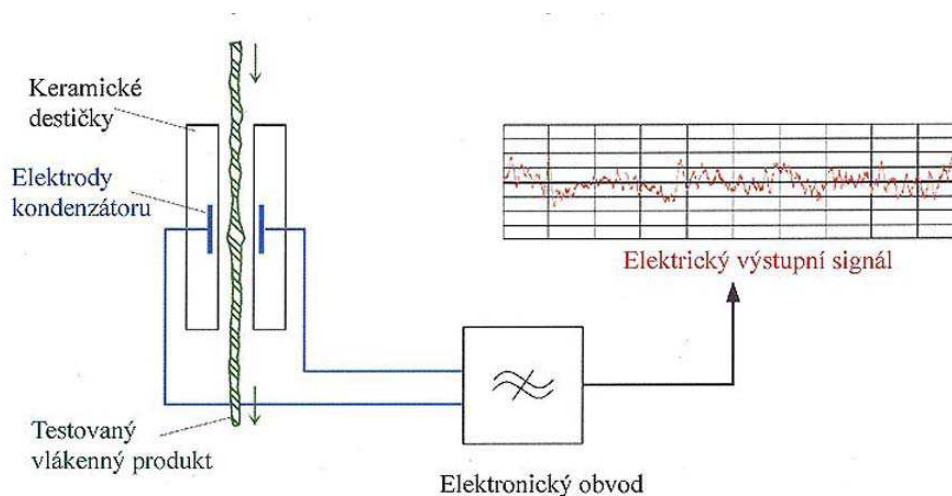 Keramické
destičky
Elektrody
kondenzátoru
Elektrický výstupní signál
Testovaný
vlákenný produkt
Elektronický obvod